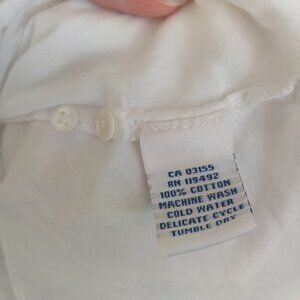 CA 03155
RN 119492
100% COTTON
MACHINE WASH
COLD WATER
DELICATE CYCLE
TUMBLE DRY